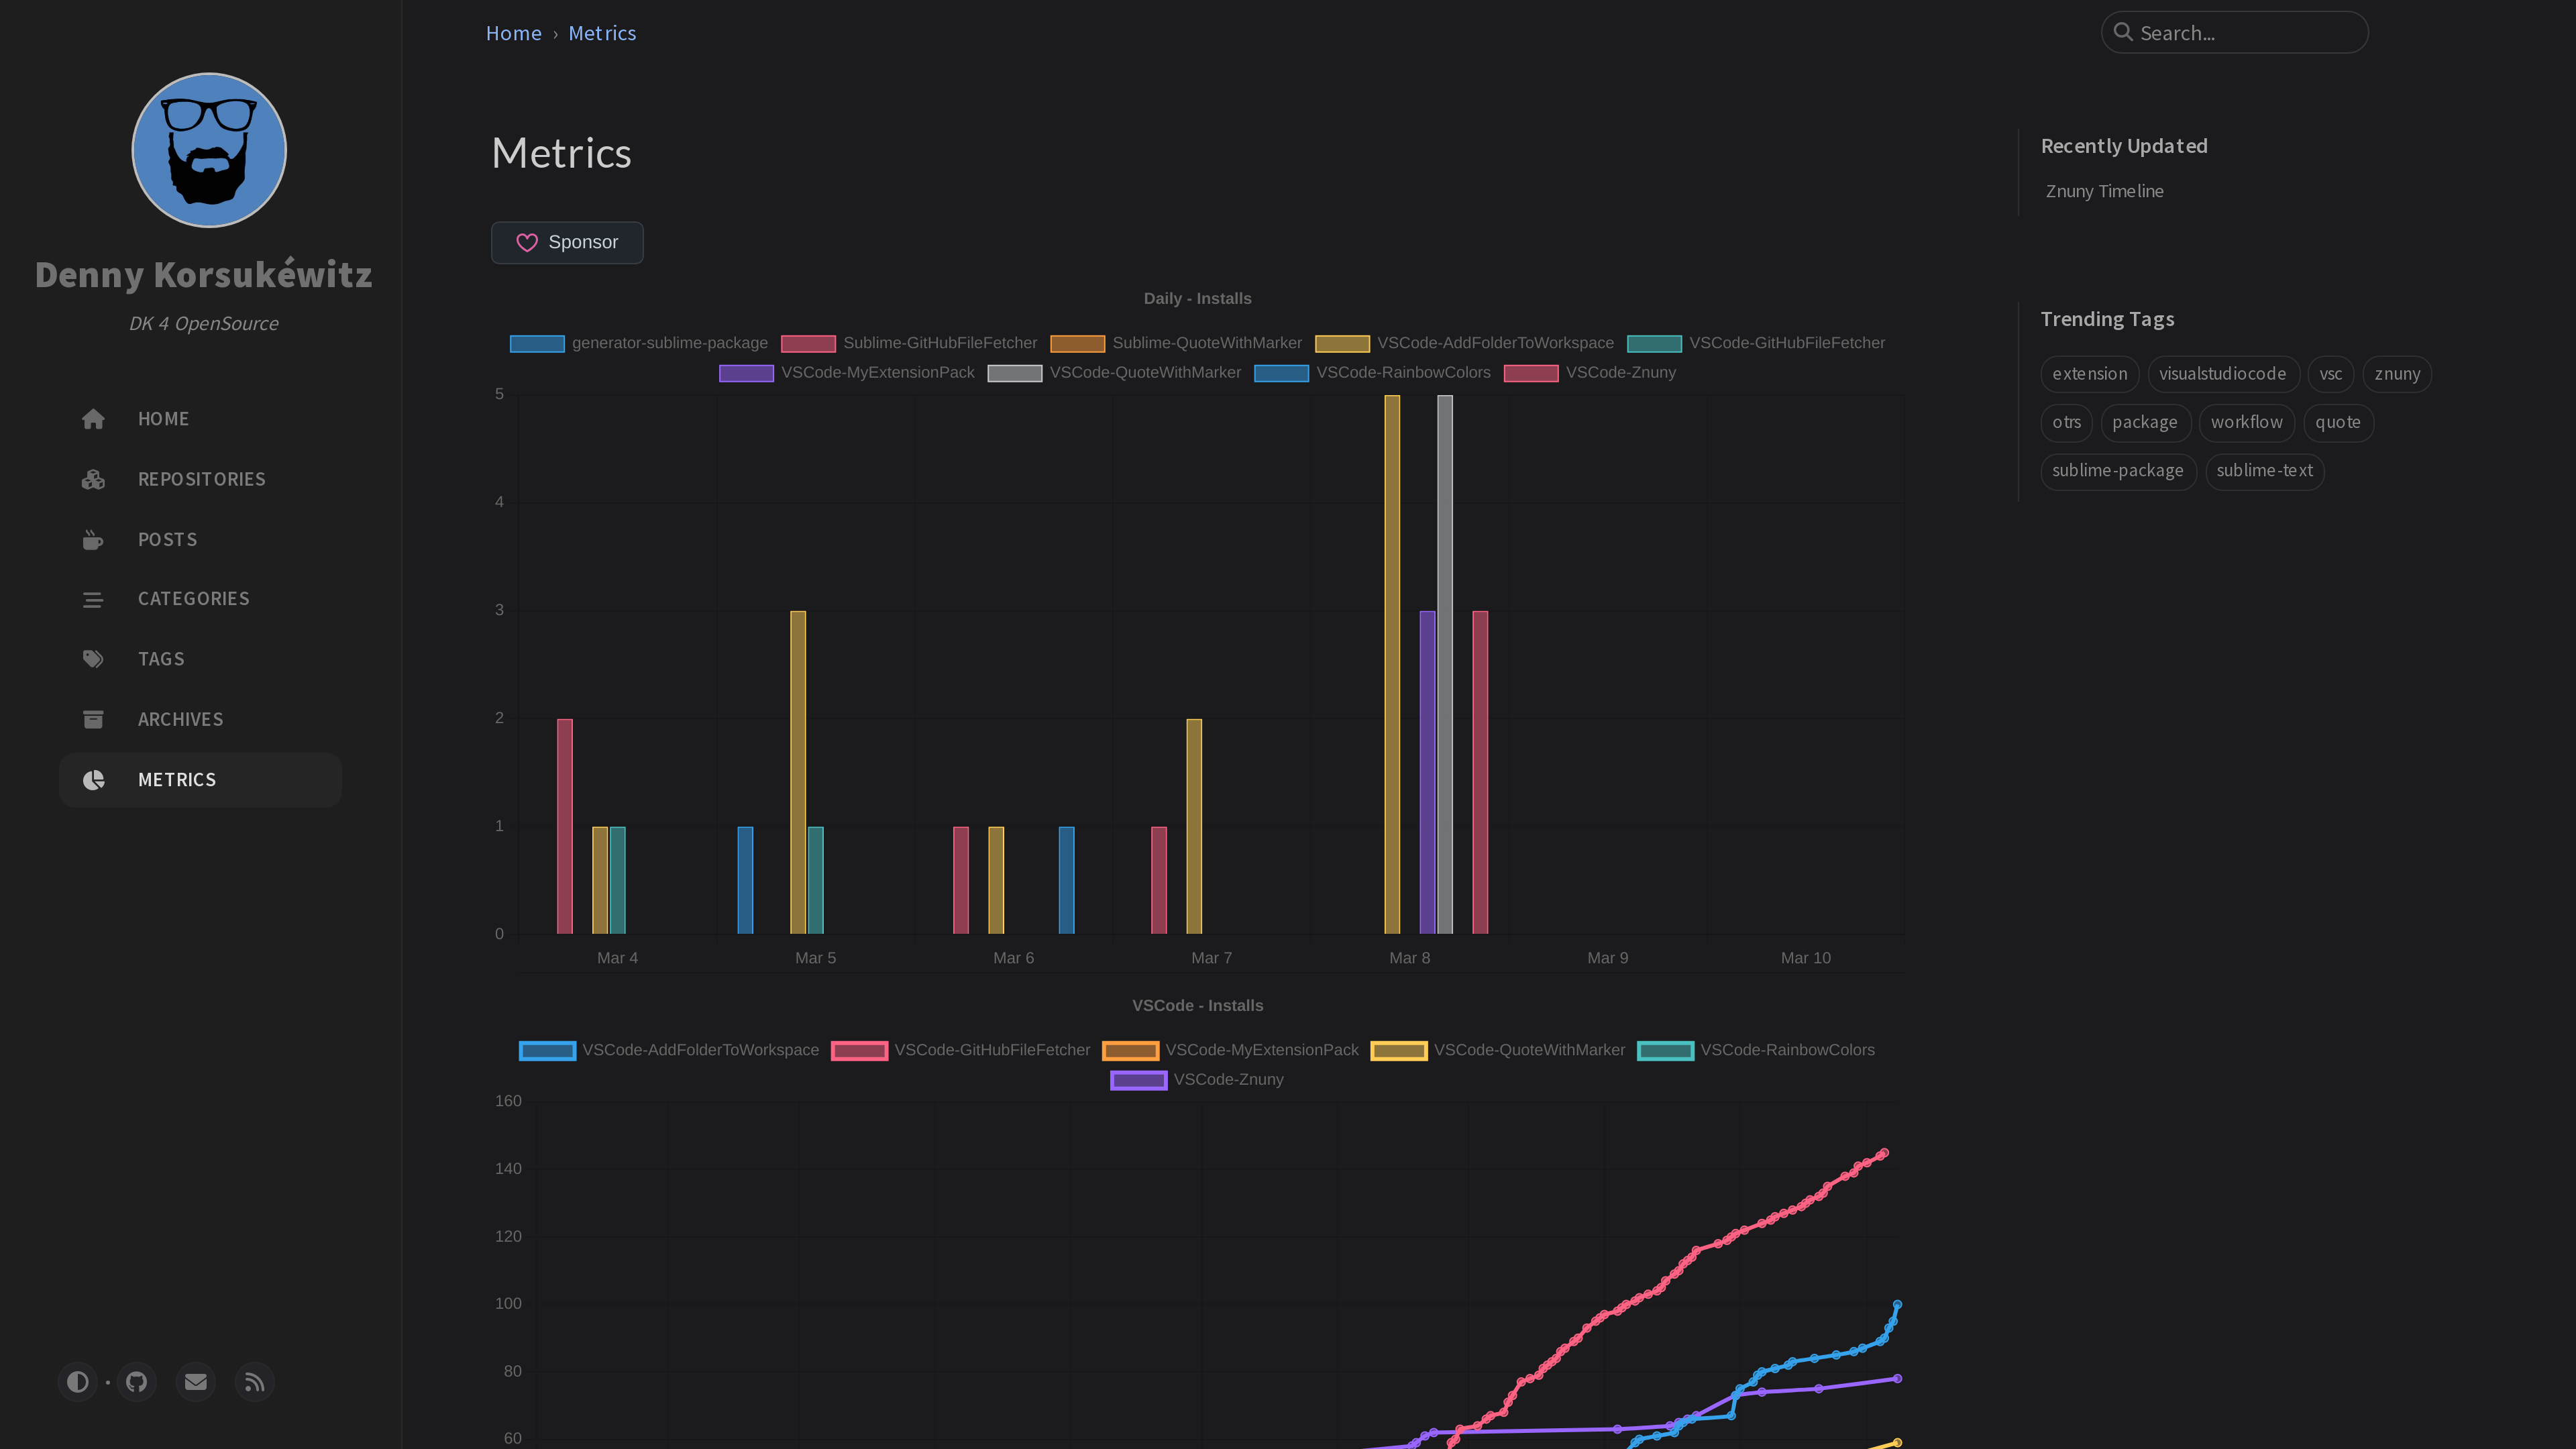 Denny Korsukéwitz
DK 4 OpenSource
HOME
REPOSITORIES
POSTS
CATEGORIES
TAGS
ARCHIVES
METRICS
Home › Metrics
Search...
Metrics
Sponsor
Daily - Installs
generator-sublime-package Sublime-GitHubFileFetcher Sublime-QuoteWithMarker VSCode-AddFolderToWorkspace VSCode-GitHubFileFetcher
VSCode-MyExtensionPack VSCode-QuoteWithMarker VSCode-RainbowColors VSCode-Znuny
5
4
3
2
1
0
Mar 4 Mar 5 Mar 6 Mar 7 Mar 8 Mar 9 Mar 10
VSCode - Installs
VSCode-AddFolderToWorkspace VSCode-GitHubFileFetcher VSCode-MyExtensionPack VSCode-QuoteWithMarker VSCode-RainbowColors
VSCode-Znuny
160
140
120
100
80
60
Recently Updated
Znuny Timeline
Trending Tags
extension visualstudiocode vsc znuny
otrs package workflow quote
sublime-package sublime-text